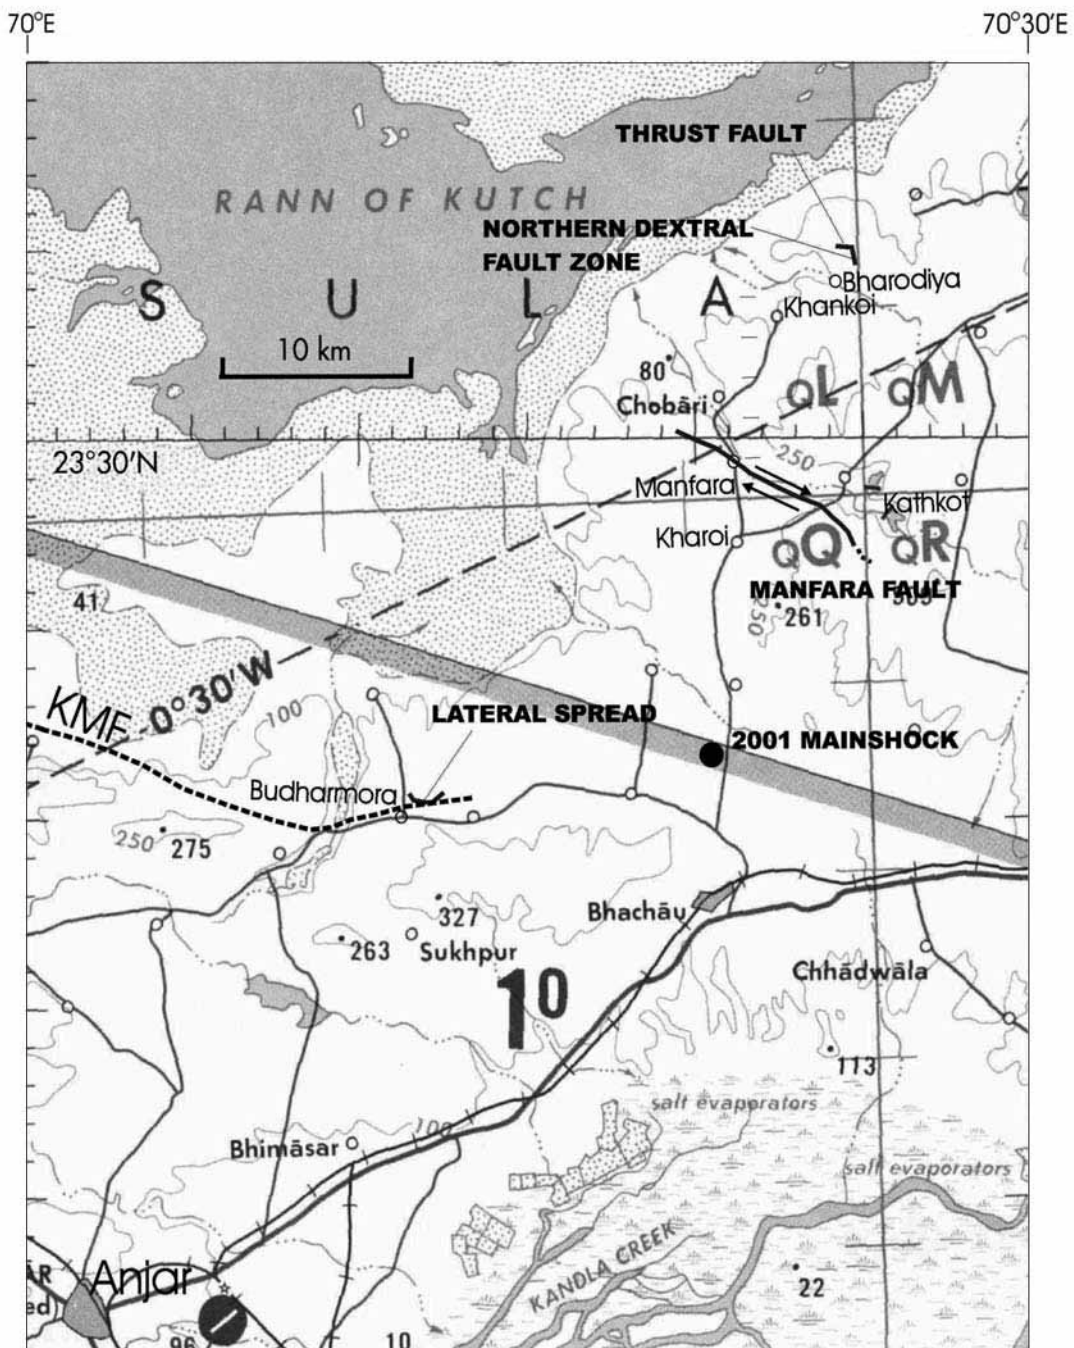 70°E
70°30'E
THRUST FAULT
RANN OF KUTCH
NORTHERN DEXTRAL
FAULT ZONE
S U L A
Bharodiya
Khankoi
10 km
80
QL QM
Chobāri
23°30'N
250
Manfara
Kathkot
Kharoi
QQ QR
MANFARA FAULT
41
261
250
0°30'W
KMF
100
LATERAL SPREAD
2001 MAINSHOCK
Budharmora
250
275
327
Bhachāu
263
Sukhpur
10
Chhādwāla
113
salt evaporators
100
Bhimāsar
salt evaporators
KANDLA CREEK
Anjar
22
ed)
96
10